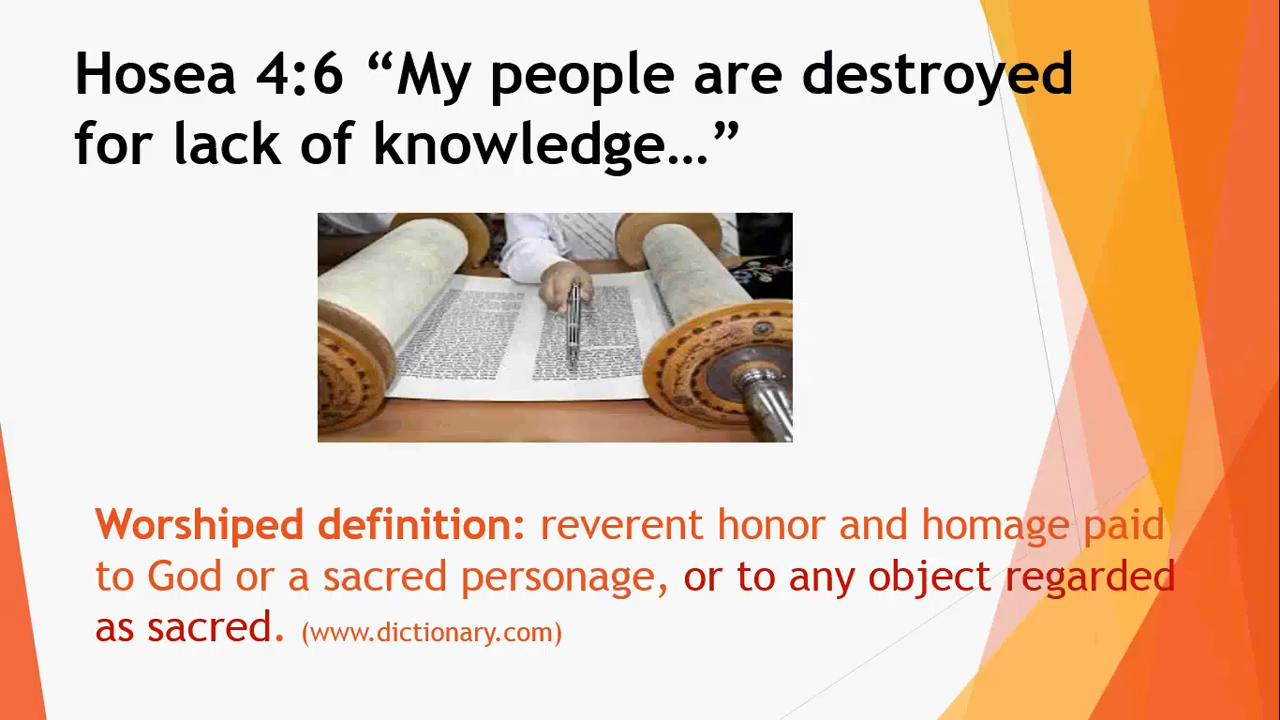 Hosea 4:6 “My people are destroyed
for lack of knowledge…”
Worshiped definition: reverent honor and homage paid
to God or a sacred personage, or to any object regarded
as sacred. (www.dictionary.com)